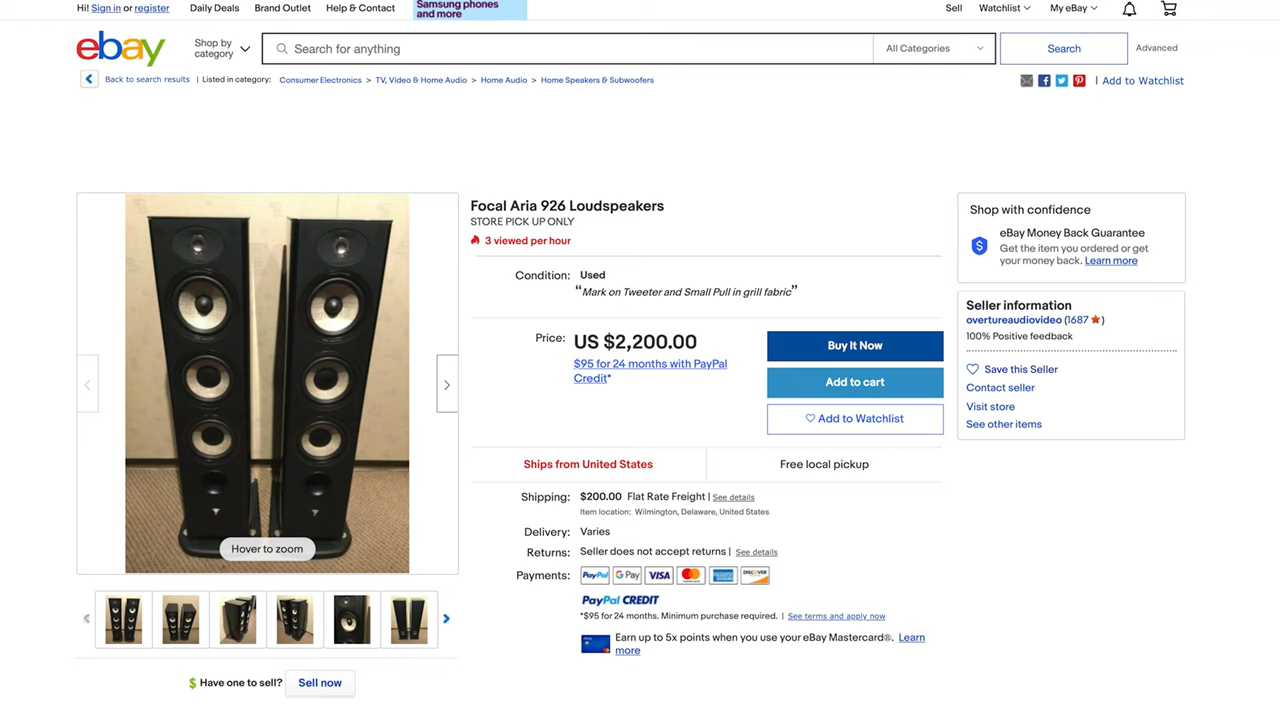 Hi! Sign in or register
Daily Deals
Brand Outlet
Help & Contact
Samsung phones
and more
Sell
Watchlist
My eBay
ebay
Shop by
category
Search for anything
All Categories
Search
Advanced
Back to search results | Listed in category: Consumer Electronics > TV, Video & Home Audio > Home Audio > Home Speakers & Subwoofers
| Add to Watchlist
Focal Aria 926 Loudspeakers
STORE PICK UP ONLY
3 viewed per hour
Condition: Used
“Mark on Tweeter and Small Pull in grill fabric”
Price: US $2,200.00
$95 for 24 months with PayPal
Credit*
Buy It Now
Add to cart
Add to Watchlist
Ships from United States
Free local pickup
Shipping: $200.00 Flat Rate Freight | See details
Item location: Wilmington, Delaware, United States
Delivery: Varies
Returns: Seller does not accept returns | See details
Payments: PayPal G Pay VISA DISCOVER
PayPal CREDIT
*$95 for 24 months. Minimum purchase required. | See terms and apply now
Earn up to 5x points when you use your eBay Mastercard®. Learn
more
Shop with confidence
eBay Money Back Guarantee
Get the item you ordered or get
your money back. Learn more
Seller information
overtureaudiovideo (1687)
100% Positive feedback
Save this Seller
Contact seller
Visit store
See other items
Hover to zoom
Have one to sell? Sell now